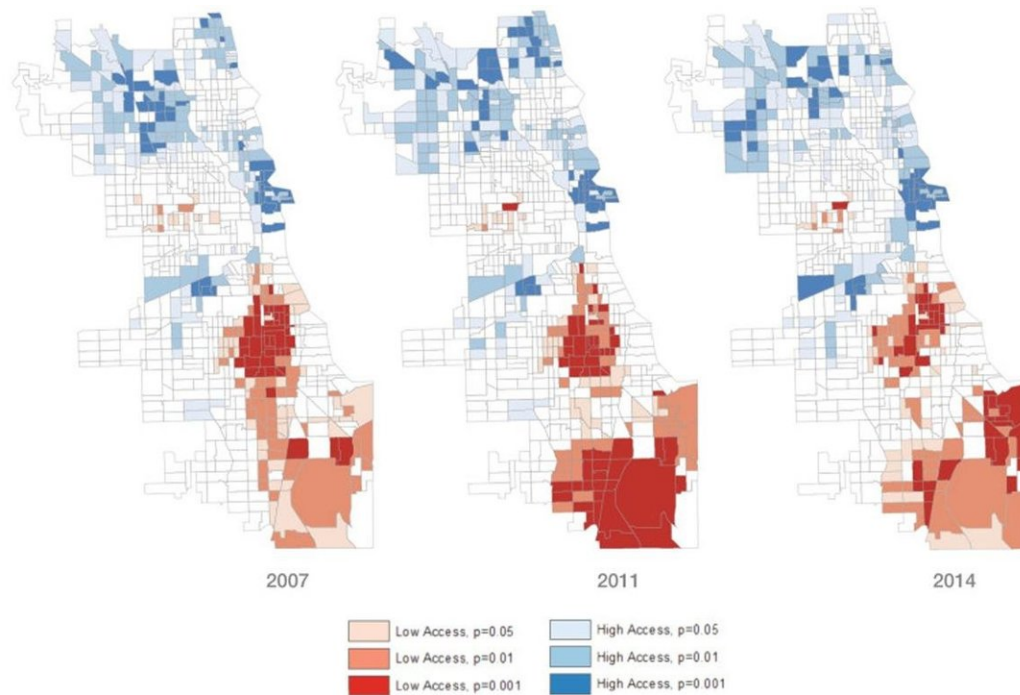 2007 2011 2014
Low Access, p=0.05 High Access, p=0.05
Low Access, p=0.01 High Access, p=0.01
Low Access, p=0.001 High Access, p=0.001